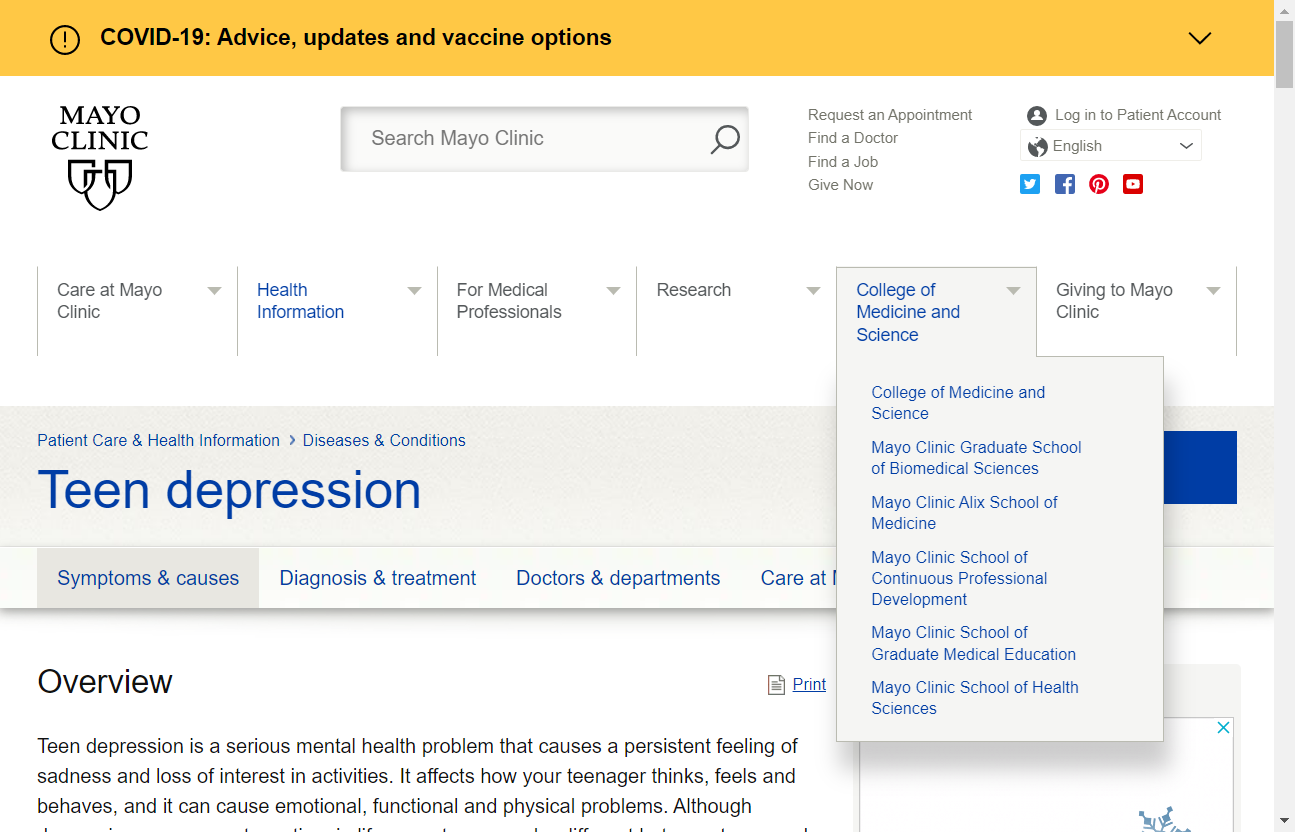 COVID-19: Advice, updates and vaccine options
MAYO
CLINIC
Search Mayo Clinic
Request an Appointment
Find a Doctor
Find a Job
Give Now
Log in to Patient Account
English
Care at Mayo
Clinic
Health
Information
For Medical
Professionals
Research
College of
Medicine and
Science
Giving to Mayo
Clinic
College of Medicine and
Science
Mayo Clinic Graduate School
of Biomedical Sciences
Mayo Clinic Alix School of
Medicine
Mayo Clinic School of
Continuous Professional
Development
Mayo Clinic School of
Graduate Medical Education
Mayo Clinic School of Health
Sciences
Patient Care & Health Information › Diseases & Conditions
Teen depression
Symptoms & causes
Diagnosis & treatment
Doctors & departments
Care at
Overview
Print
Teen depression is a serious mental health problem that causes a persistent feeling of
sadness and loss of interest in activities. It affects how your teenager thinks, feels and
behaves, and it can cause emotional, functional and physical problems. Although